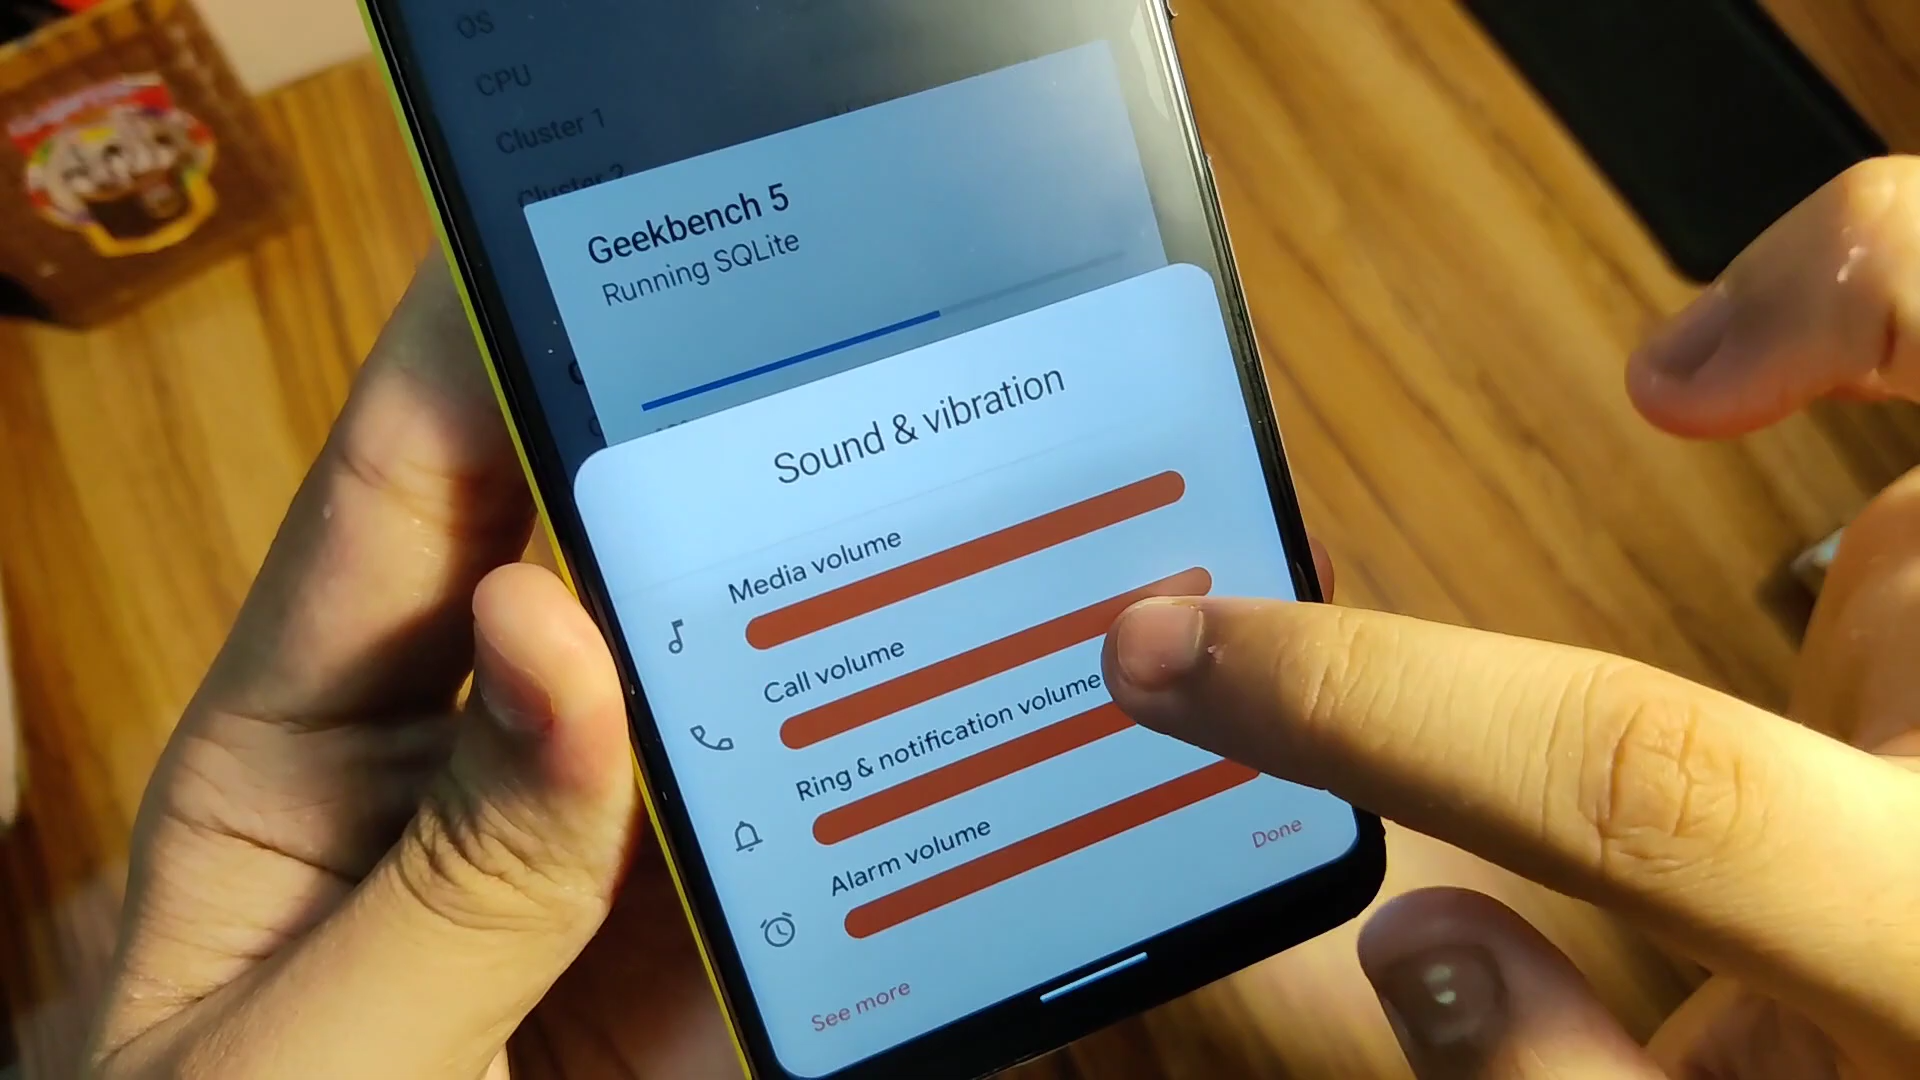 OS
CPU
Cluster 1
Cluster 2
Geekbench 5
Running SQLite
Sound & vibration
Media volume
Call volume
Ring & notification volume
Alarm volume
Done
See more